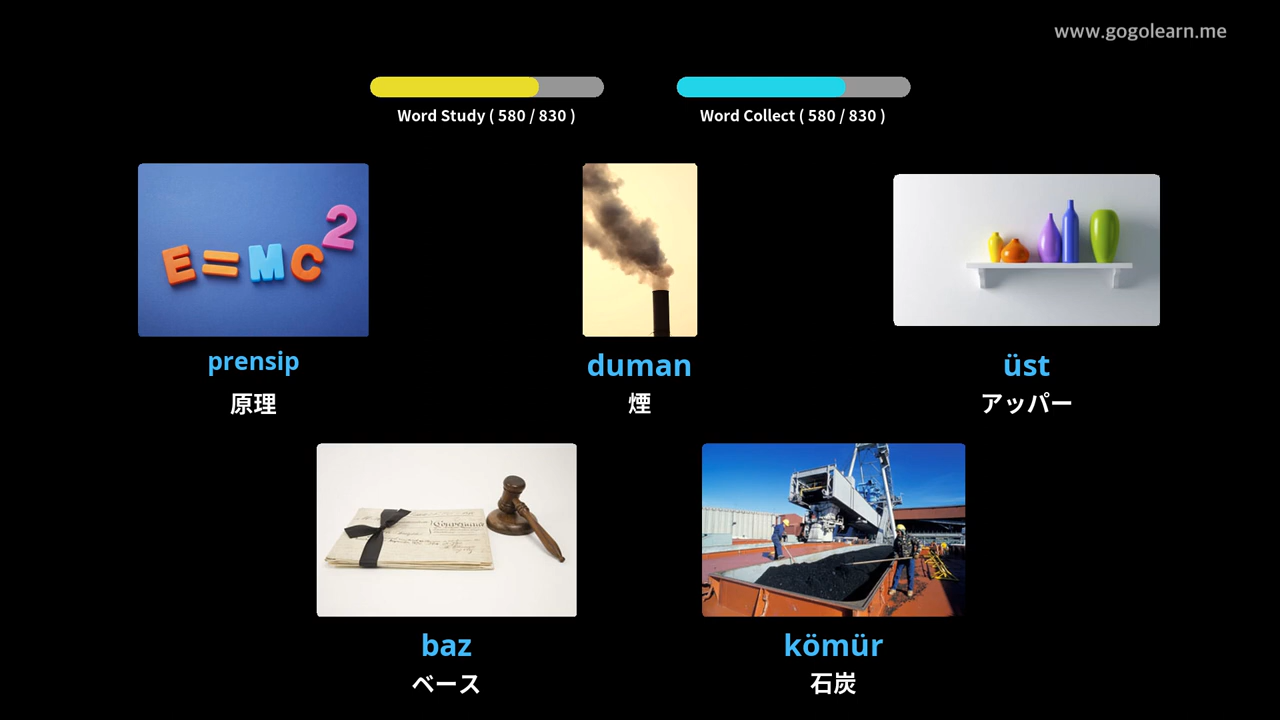 www.gogolearn.me
Word Study ( 580 / 830 )
Word Collect ( 580 / 830 )
E=MC2
prensip
原理
duman
煙
üst
アッパー
baz
ベース
kömür
石炭